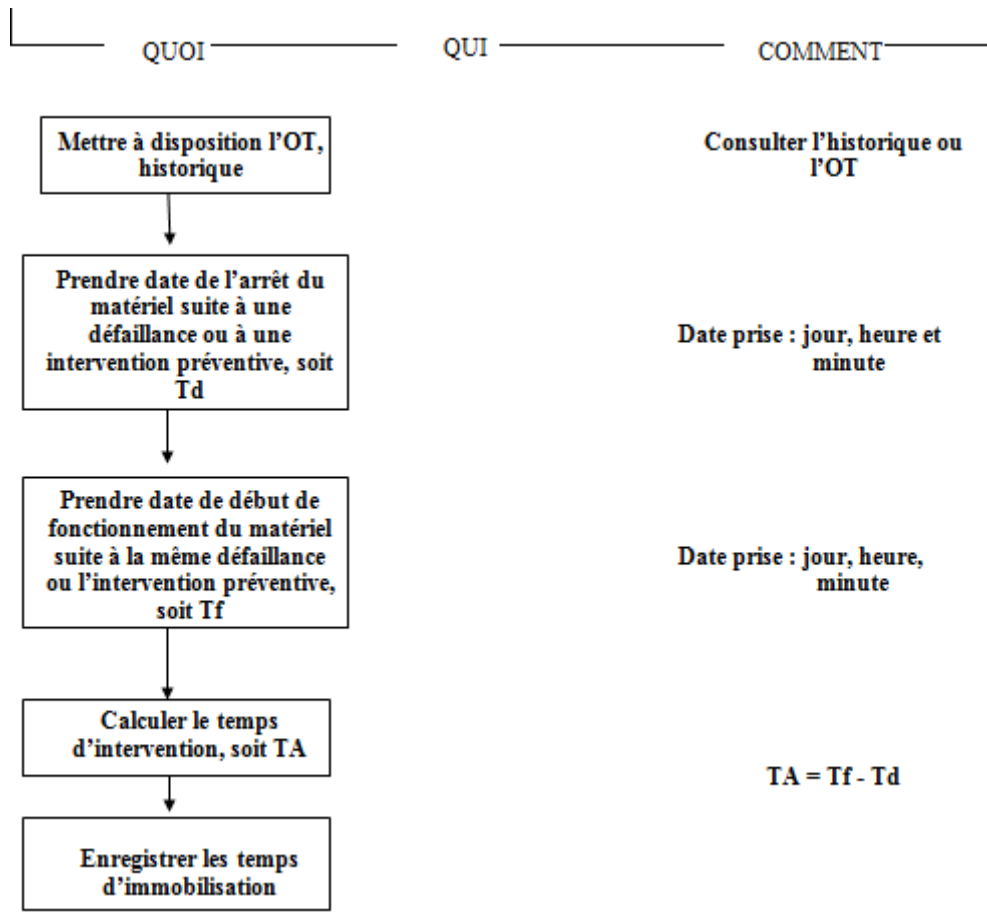 QUOI QUI COMMENT
Mettre à disposition l’OT,
historique
Consulter l’historique ou
l’OT
Prendre date de l’arrêt du
matériel suite à une
défaillance ou à une
intervention préventive, soit
Td
Date prise : jour, heure et
minute
Prendre date de début de
fonctionnement du matériel
suite à la même défaillance
ou l’intervention préventive,
soit Tf
Date prise : jour, heure,
minute
Calculer le temps
d’intervention, soit TA
TA = Tf - Td
Enregistrer les temps
d’immobilisation